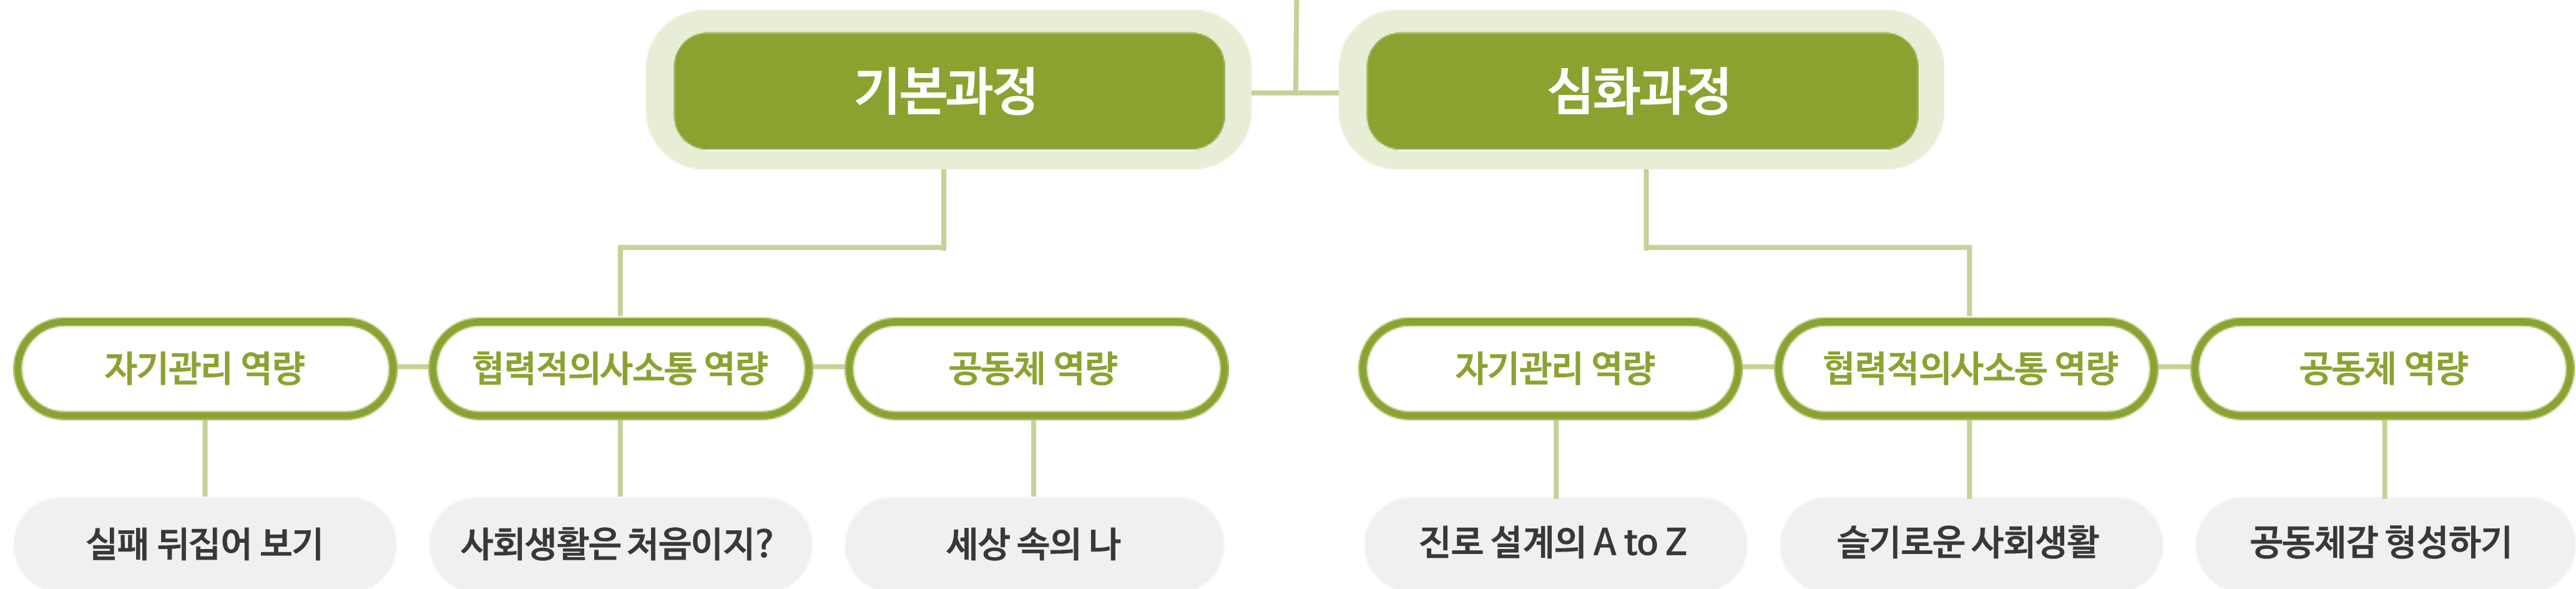 기본과정
심화과정
자기관리 역량
협력적의사소통 역량
공동체 역량
자기관리 역량
협력적의사소통 역량
공동체 역량
실패 뒤집어 보기
사회생활은 처음이지?
세상 속의 나
진로 설계의 A to Z
슬기로운 사회생활
공동체감 형성하기